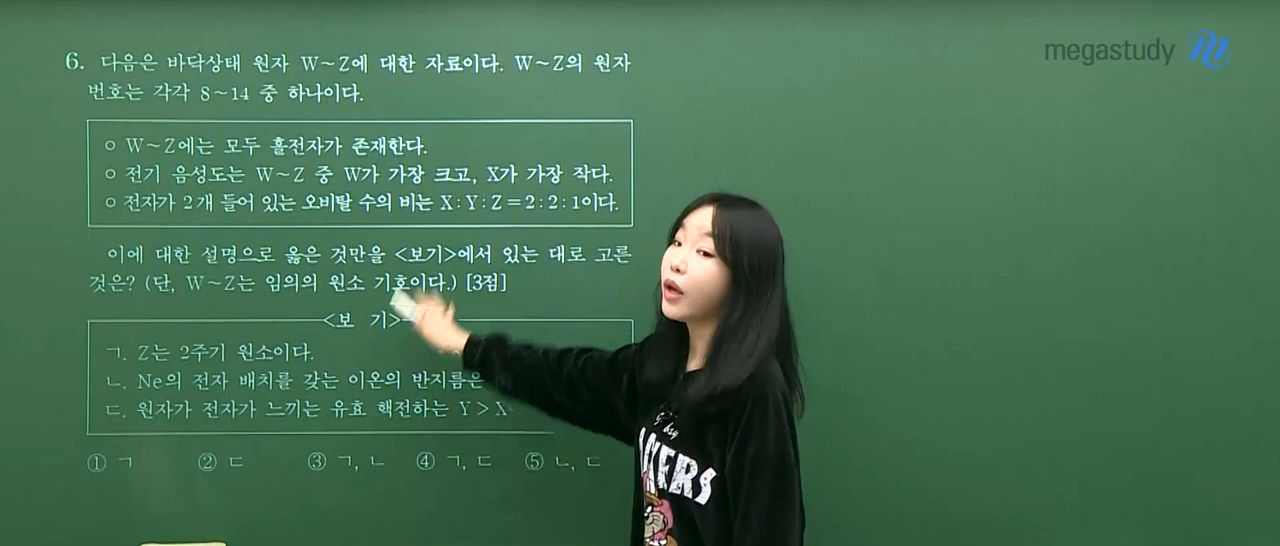 megastudy
6. 다음은 바닥상태 원자 W~Z에 대한 자료이다. W~Z의 원자
번호는 각각 8~14 중 하나이다.
○ W~Z에는 모두 홀전자가 존재한다.
○ 전기 음성도는 W~Z 중 W가 가장 크고, X가 가장 작다.
○ 전자가 2개 들어 있는 오비탈 수의 비는 X:Y:Z=2:2:1이다.
이에 대한 설명으로 옳은 것만을 <보기>에서 있는 대로 고른
것은? (단, W~Z는 임의의 원소 기호이다.) [3점]
<보 기>
ㄱ. Z는 2주기 원소이다.
ㄴ. Ne의 전자 배치를 갖는 이온의 반지름은
ㄷ. 원자가 전자가 느끼는 유효 핵전하는 Y>X
① ㄱ ② ㄷ ③ ㄱ, ㄴ ④ ㄱ, ㄷ ⑤ ㄴ, ㄷ